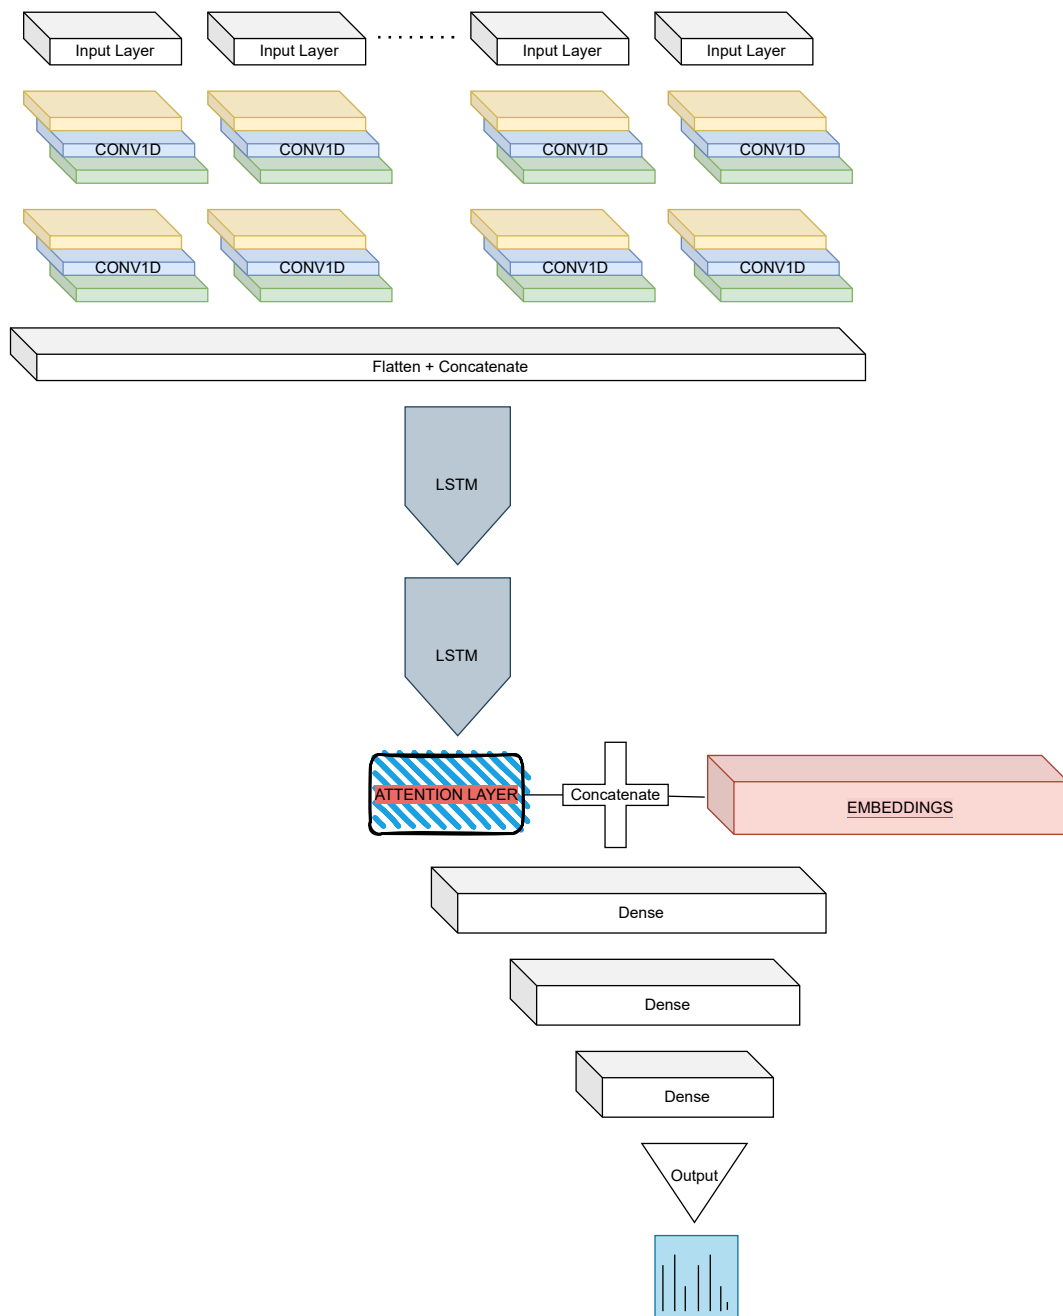 Input Layer
Input Layer
Input Layer
Input Layer
CONV1D
CONV1D
CONV1D
CONV1D
CONV1D
CONV1D
CONV1D
CONV1D
Flatten + Concatenate
LSTM
LSTM
ATTENTION LAYER
Concatenate
EMBEDDINGS
Dense
Dense
Dense
Output